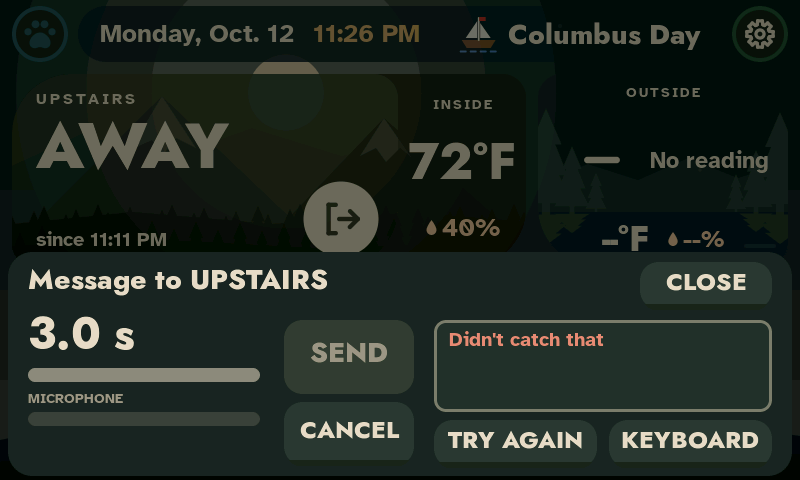 Monday, Oct. 12 11:26 PM Columbus Day
UPSTAIRS
AWAY
since 11:11 PM
INSIDE
72°F
40%
OUTSIDE
No reading
–°F --%
Message to UPSTAIRS
CLOSE
3.0 s
MICROPHONE
SEND
CANCEL
Didn't catch that
TRY AGAIN
KEYBOARD